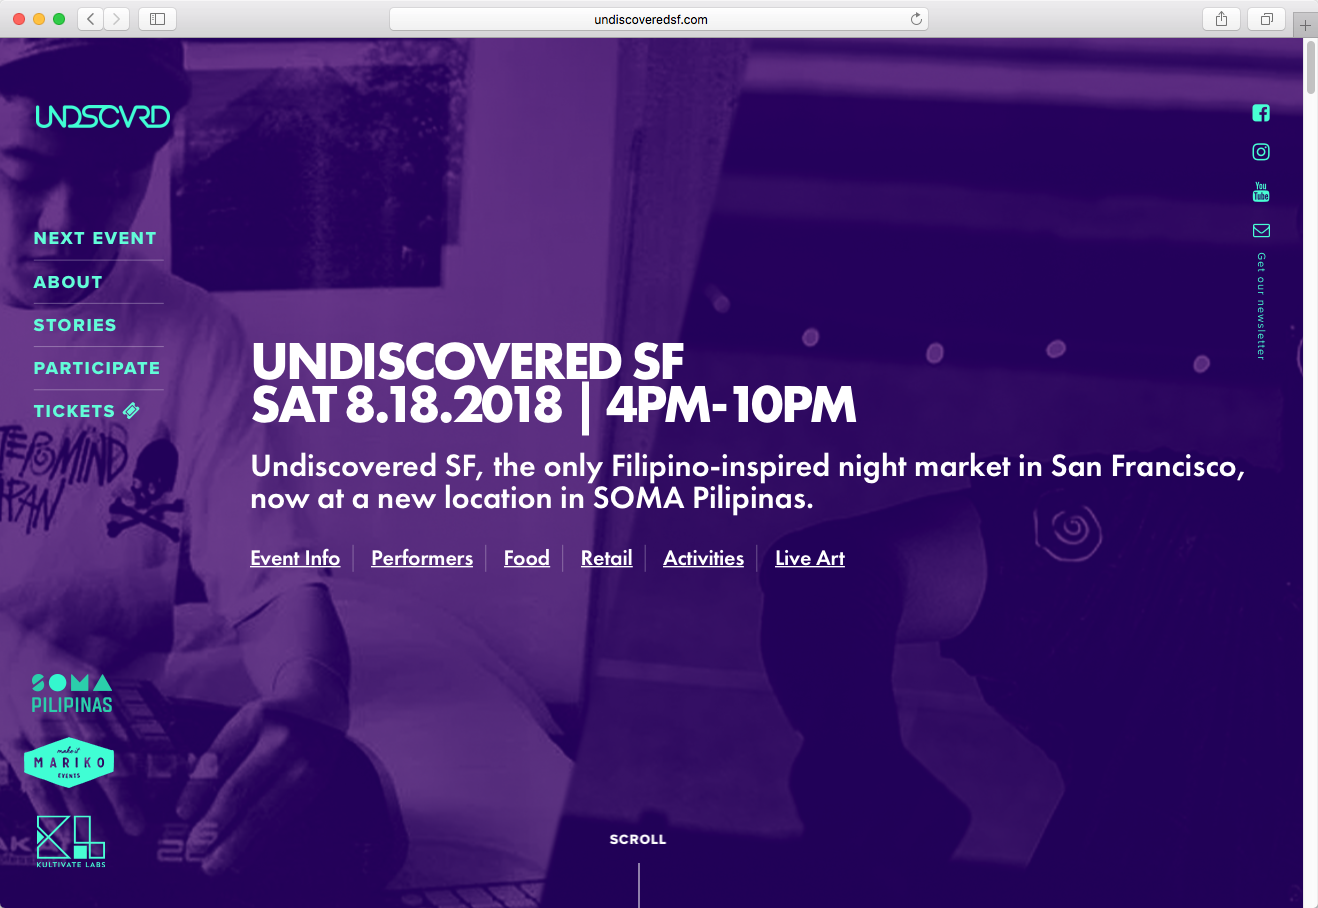 undiscoveredsf.com
UNDSCVRD
NEXT EVENT
ABOUT
STORIES
PARTICIPATE
TICKETS
You
Tube
Get our newsletter
UNDISCOVERED SF
SAT 8.18.2018 | 4PM-10PM
Undiscovered SF, the only Filipino-inspired night market in San Francisco,
now at a new location in SOMA Pilipinas.
Event Info
Performers
Food
Retail
Activities
Live Art
SOMA
PILIPINAS
make it
MARIKO
EVENTS
KL
KULTIVATE LABS
SCROLL